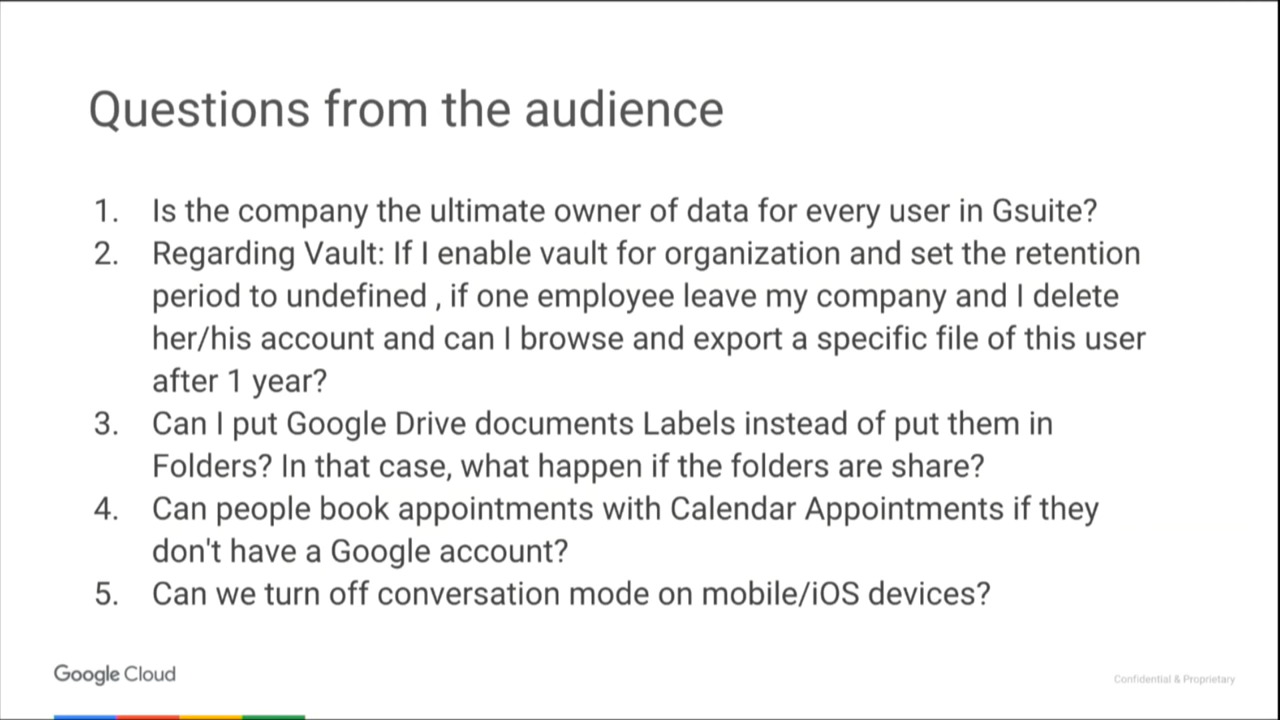 Questions from the audience
1. Is the company the ultimate owner of data for every user in Gsuite?
2. Regarding Vault: If I enable vault for organization and set the retention
period to undefined , if one employee leave my company and I delete
her/his account and can I browse and export a specific file of this user
after 1 year?
3. Can I put Google Drive documents Labels instead of put them in
Folders? In that case, what happen if the folders are share?
4. Can people book appointments with Calendar Appointments if they
don't have a Google account?
5. Can we turn off conversation mode on mobile/iOS devices?
Google Cloud
Confidential & Proprietary